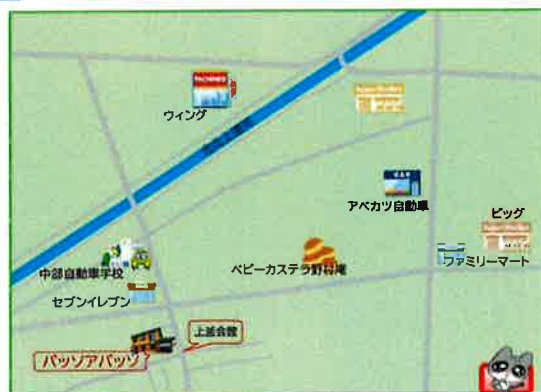 ウィング
アベカツ自動車
ビッグ
ファミリーマート
ベビーカステラ野村庵
中部自動車学校
セブンイレブン
上釜会館
パッソアパッソ